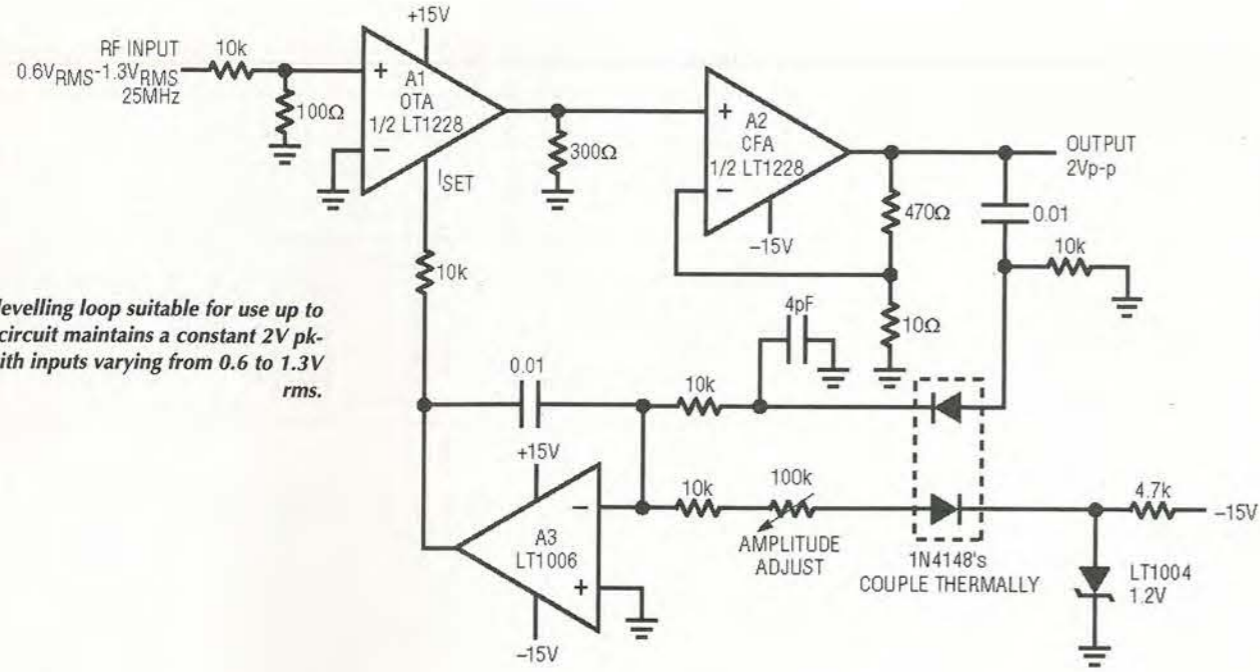 +15V
RF INPUT
0.6VRMS-1.3VRMS
25MHz
10k
100Ω
+
A1
OTA
1/2 LT1228
−
ISET
300Ω
+
A2
CFA
1/2 LT1228
−
−15V
OUTPUT
2Vp-p
470Ω
0.01
10k
10Ω
10k
levelling loop suitable for use up to
circuit maintains a constant 2V pk-
ith inputs varying from 0.6 to 1.3V
rms.
4pF
0.01
10k
+15V
10k
100k
AMPLITUDE
ADJUST
−
A3
LT1006
+
−15V
1N4148's
COUPLE THERMALLY
4.7k
−15V
LT1004
1.2V